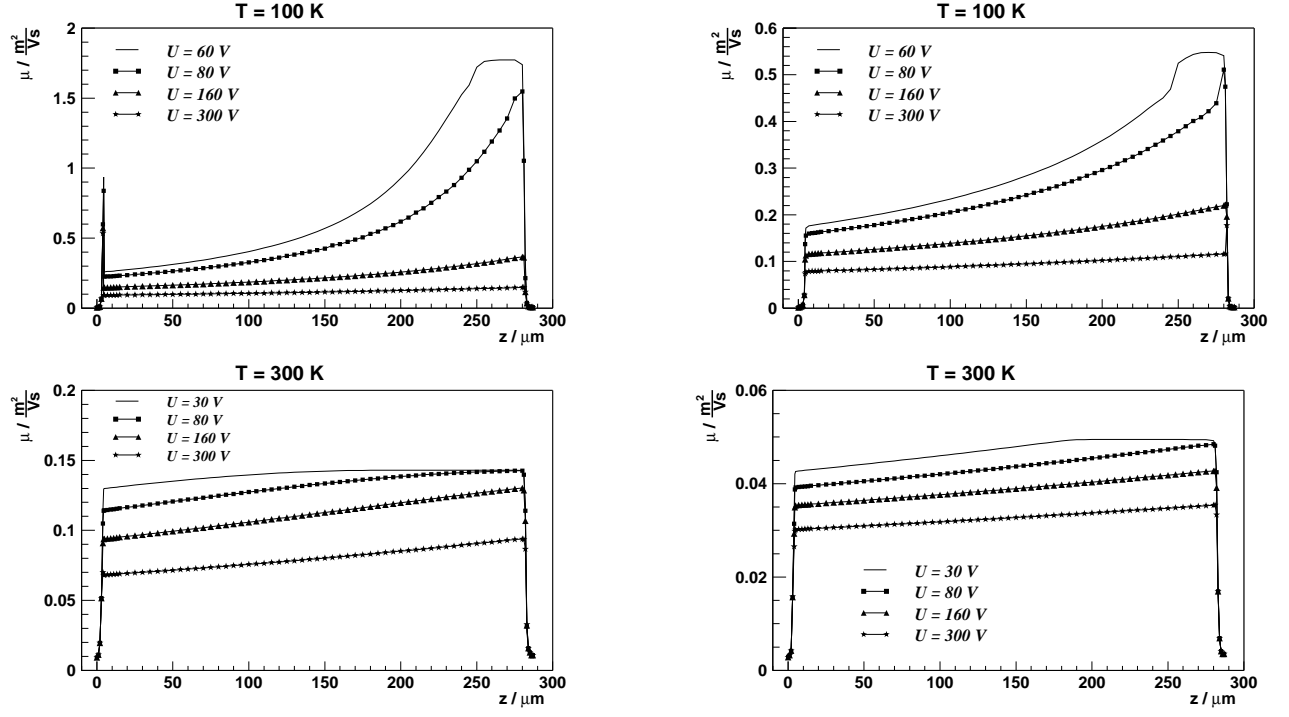 T = 100 K
μ / m²/Vs
2
1.5
1
0.5
0
U = 60 V
U = 80 V
U = 160 V
U = 300 V
0 50 100 150 200 250 300
z / μm
T = 100 K
μ / m²/Vs
0.6
0.5
0.4
0.3
0.2
0.1
0
U = 60 V
U = 80 V
U = 160 V
U = 300 V
0 50 100 150 200 250 300
z / μm
T = 300 K
μ / m²/Vs
0.2
0.15
0.1
0.05
0
U = 30 V
U = 80 V
U = 160 V
U = 300 V
0 50 100 150 200 250 300
z / μm
T = 300 K
μ / m²/Vs
0.06
0.04
0.02
0
U = 30 V
U = 80 V
U = 160 V
U = 300 V
0 50 100 150 200 250 300
z / μm